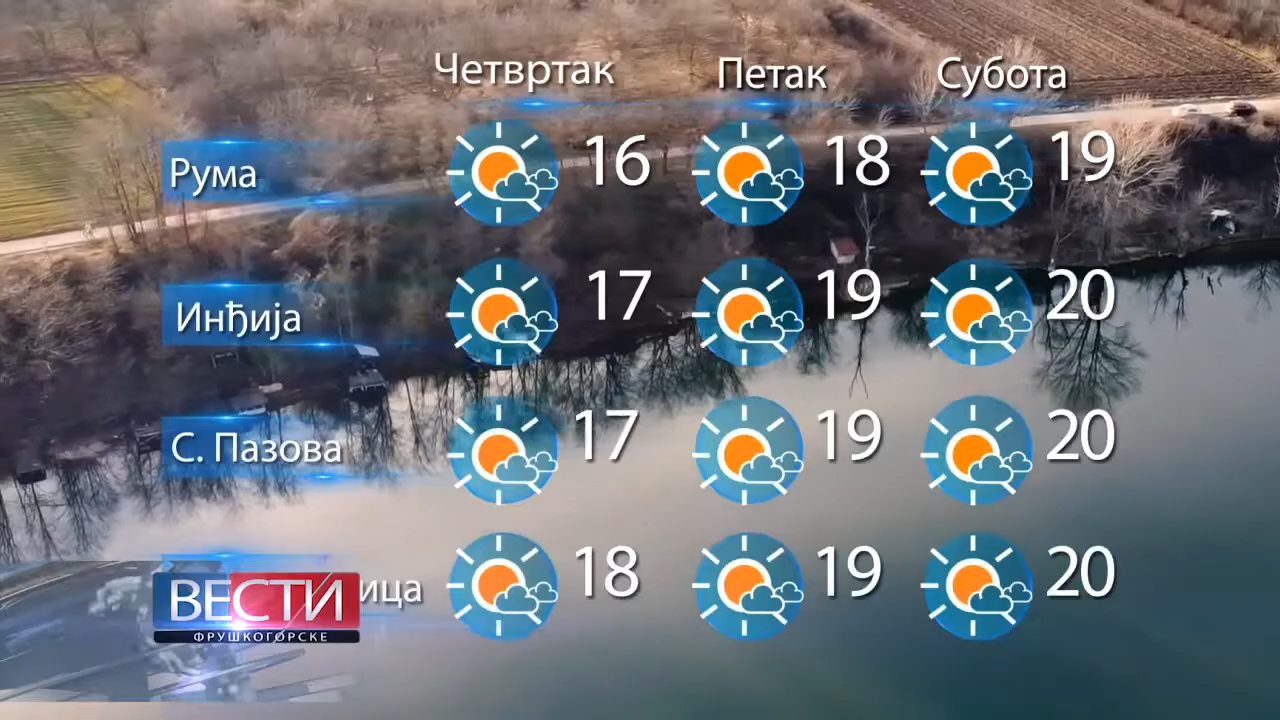 Четвртак Петак Субота
Рума 16 18 19
Инђија 17 19 20
С. Пазова 17 19 20
18 19 20
ВЕСТИ
ФРУШКОГОРСКЕ